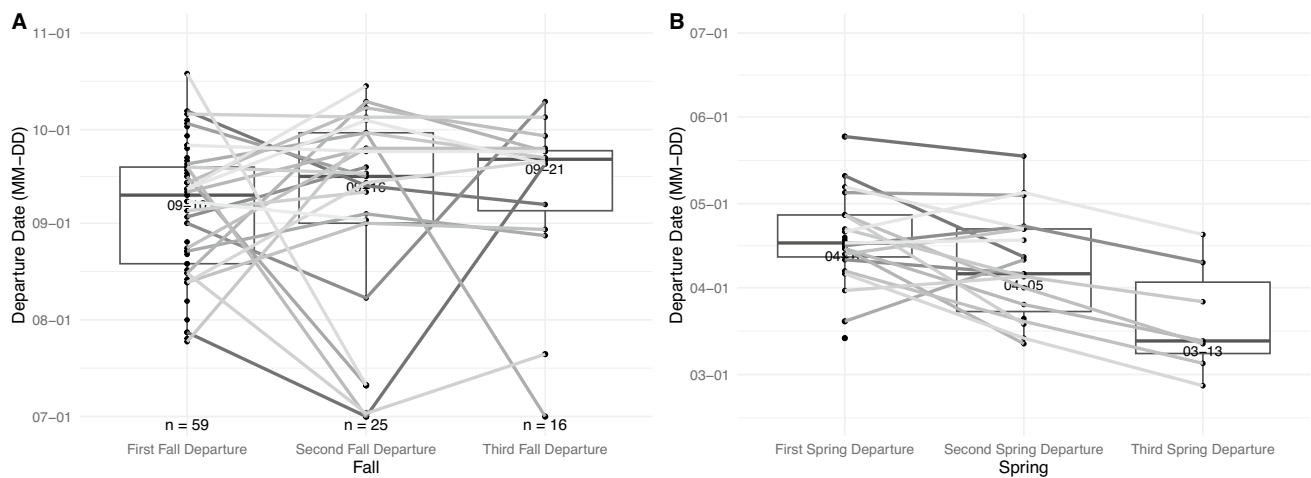 A
11−01
10−01
09−01
08−01
07−01
Departure Date (MM−DD)
09−10
09−16
09−21
n = 59
n = 25
n = 16
First Fall Departure
Second Fall Departure
Third Fall Departure
Fall
B
07−01
06−01
05−01
04−01
03−01
Departure Date (MM−DD)
04−05
03−13
First Spring Departure
Second Spring Departure
Third Spring Departure
Spring